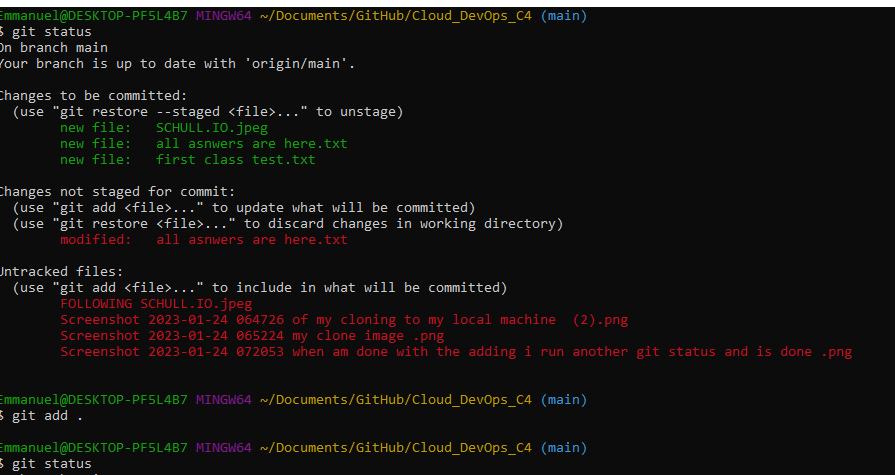 Emmanuel@DESKTOP-PF5L4B7 MINGW64 ~/Documents/GitHub/Cloud_DevOps_C4 (main)
$ git status
On branch main
Your branch is up to date with 'origin/main'.
Changes to be committed:
(use "git restore --staged <file>..." to unstage)
new file: SCHULL.IO.jpeg
new file: all asnwers are here.txt
new file: first class test.txt
Changes not staged for commit:
(use "git add <file>..." to update what will be committed)
(use "git restore <file>..." to discard changes in working directory)
modified: all asnwers are here.txt
Untracked files:
(use "git add <file>..." to include in what will be committed)
FOLLOWING SCHULL.IO.jpeg
Screenshot 2023-01-24 064726 of my cloning to my local machine  (2).png
Screenshot 2023-01-24 065224 my clone image .png
Screenshot 2023-01-24 072053 when am done with the adding i run another git status and is done .png
Emmanuel@DESKTOP-PF5L4B7 MINGW64 ~/Documents/GitHub/Cloud_DevOps_C4 (main)
$ git add .
Emmanuel@DESKTOP-PF5L4B7 MINGW64 ~/Documents/GitHub/Cloud_DevOps_C4 (main)
$ git status